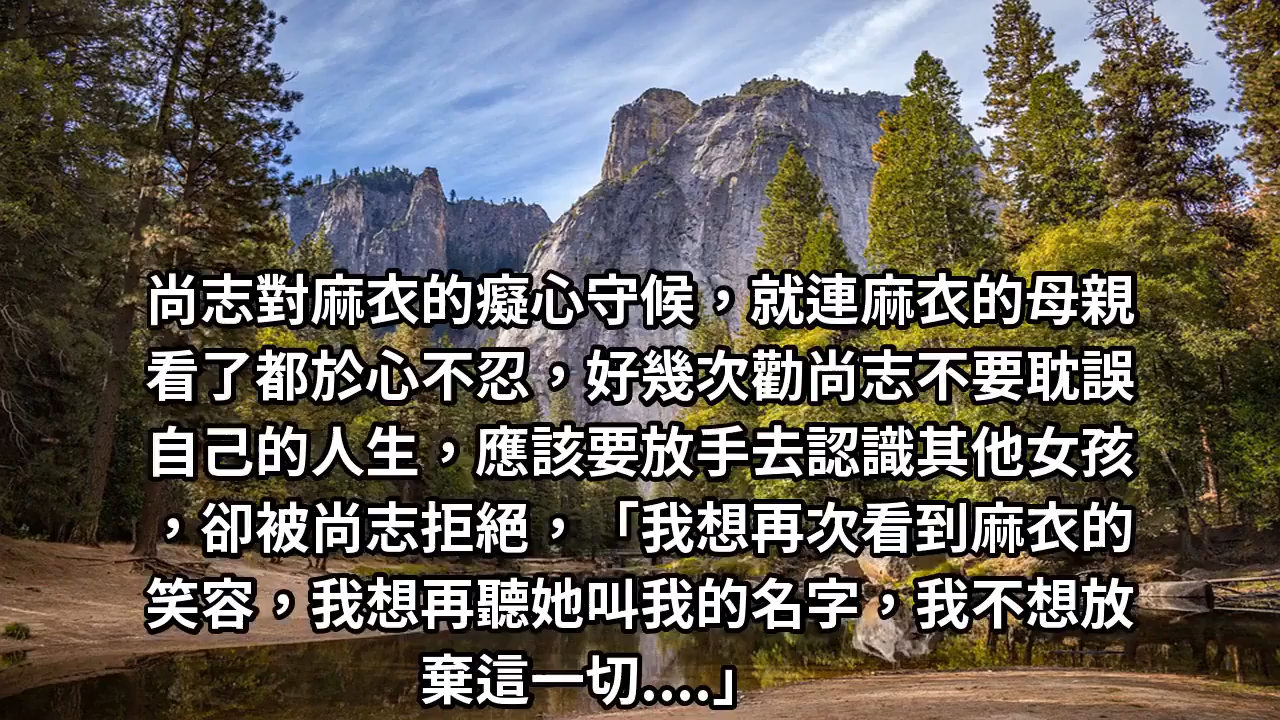 尚志對麻衣的癡心守候，就連麻衣的母親
看了都於心不忍，好幾次勸尚志不要耽誤
自己的人生，應該要放手去認識其他女孩
，卻被尚志拒絕，「我想再次看到麻衣的
笑容，我想再聽她叫我的名字，我不想放
棄這一切....」